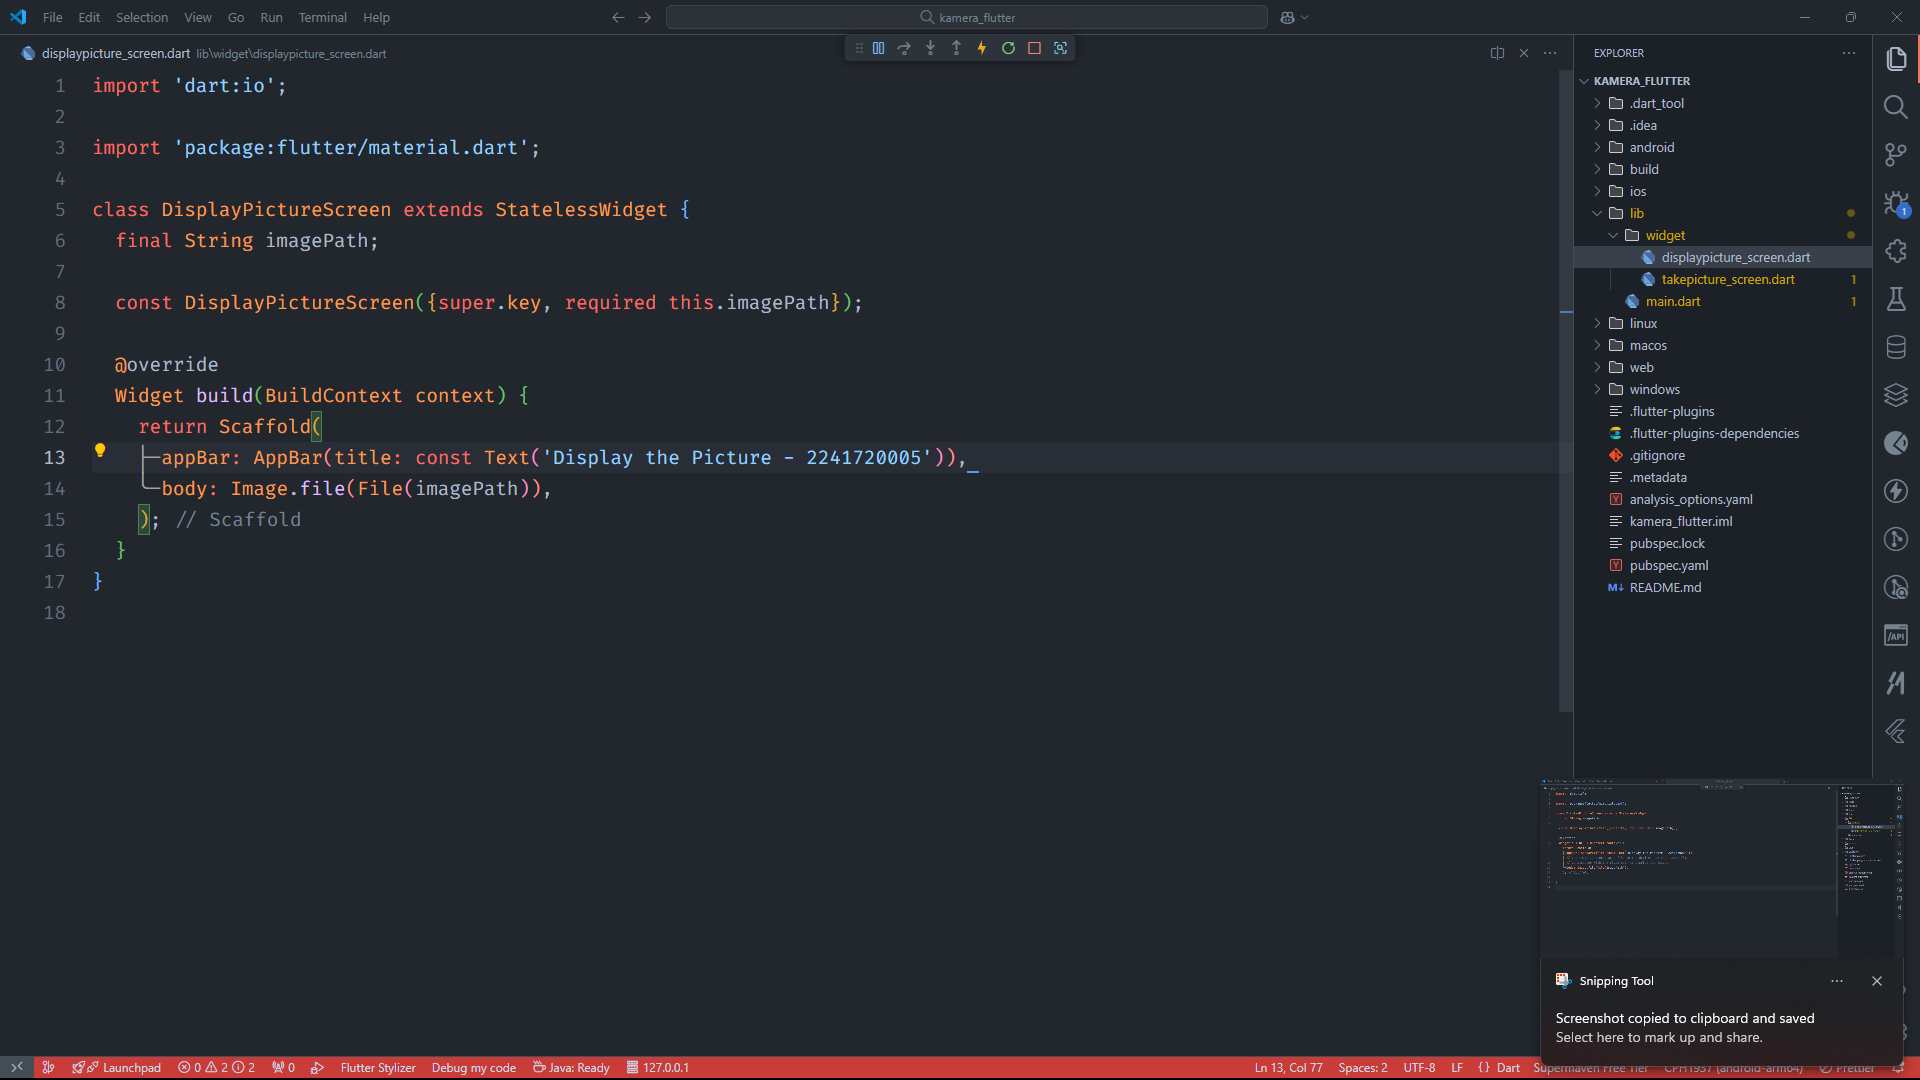 File Edit Selection View Go Run Terminal Help
kamera_flutter
displaypicture_screen.dart lib\widget\displaypicture_screen.dart
1 import 'dart:io';
2
3 import 'package:flutter/material.dart';
4
5 class DisplayPictureScreen extends StatelessWidget {
6 final String imagePath;
7
8 const DisplayPictureScreen({super.key, required this.imagePath});
9
10 @override
11 Widget build(BuildContext context) {
12 return Scaffold(
13 appBar: AppBar(title: const Text('Display the Picture - 2241720005')),
14 body: Image.file(File(imagePath)),
15 ); // Scaffold
16 }
17 }
18
EXPLORER
KAMERA_FLUTTER
.dart_tool
.idea
android
build
ios
lib
widget
displaypicture_screen.dart
takepicture_screen.dart 1
main.dart 1
linux
macos
web
windows
.flutter-plugins
.flutter-plugins-dependencies
.gitignore
.metadata
Y analysis_options.yaml
kamera_flutter.iml
pubspec.lock
Y pubspec.yaml
M↓ README.md
1
/API
Snipping Tool
Screenshot copied to clipboard and saved
Select here to mark up and share.
Launchpad 0 2 2 0 Flutter Stylizer Debug my code Java: Ready 127.0.0.1
Ln 13, Col 77 Spaces: 2 UTF-8 LF {} Dart Supermaven Free Tier CPH1937 (android-arm64) Prettier